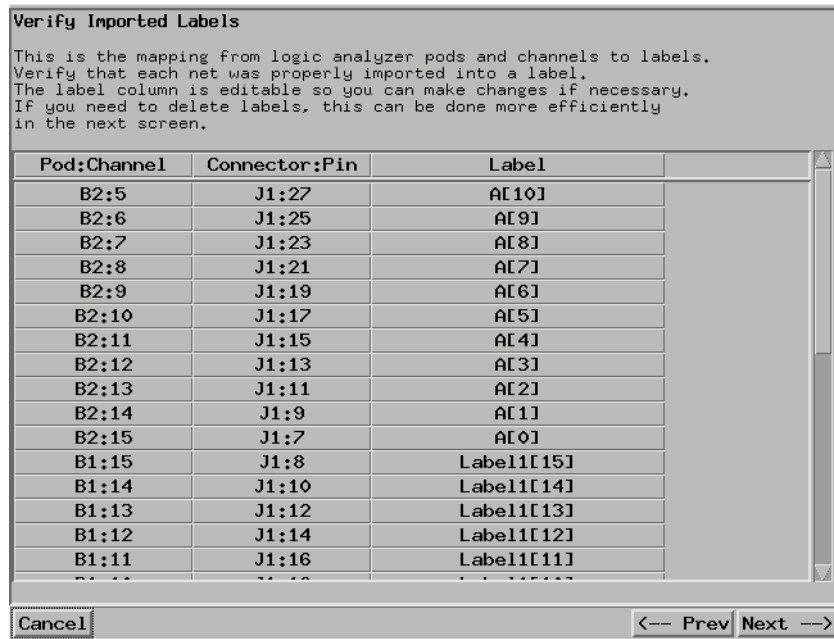 Verify Imported Labels
This is the mapping from logic analyzer pods and channels to labels.
Verify that each net was properly imported into a label.
The label column is editable so you can make changes if necessary.
If you need to delete labels, this can be done more efficiently
in the next screen.
Pod:Channel Connector:Pin Label
B2:5 J1:27 A[10]
B2:6 J1:25 A[9]
B2:7 J1:23 A[8]
B2:8 J1:21 A[7]
B2:9 J1:19 A[6]
B2:10 J1:17 A[5]
B2:11 J1:15 A[4]
B2:12 J1:13 A[3]
B2:13 J1:11 A[2]
B2:14 J1:9 A[1]
B2:15 J1:7 A[0]
B1:15 J1:8 Label1[15]
B1:14 J1:10 Label1[14]
B1:13 J1:12 Label1[13]
B1:12 J1:14 Label1[12]
B1:11 J1:16 Label1[11]
Cancel <-- Prev Next -->